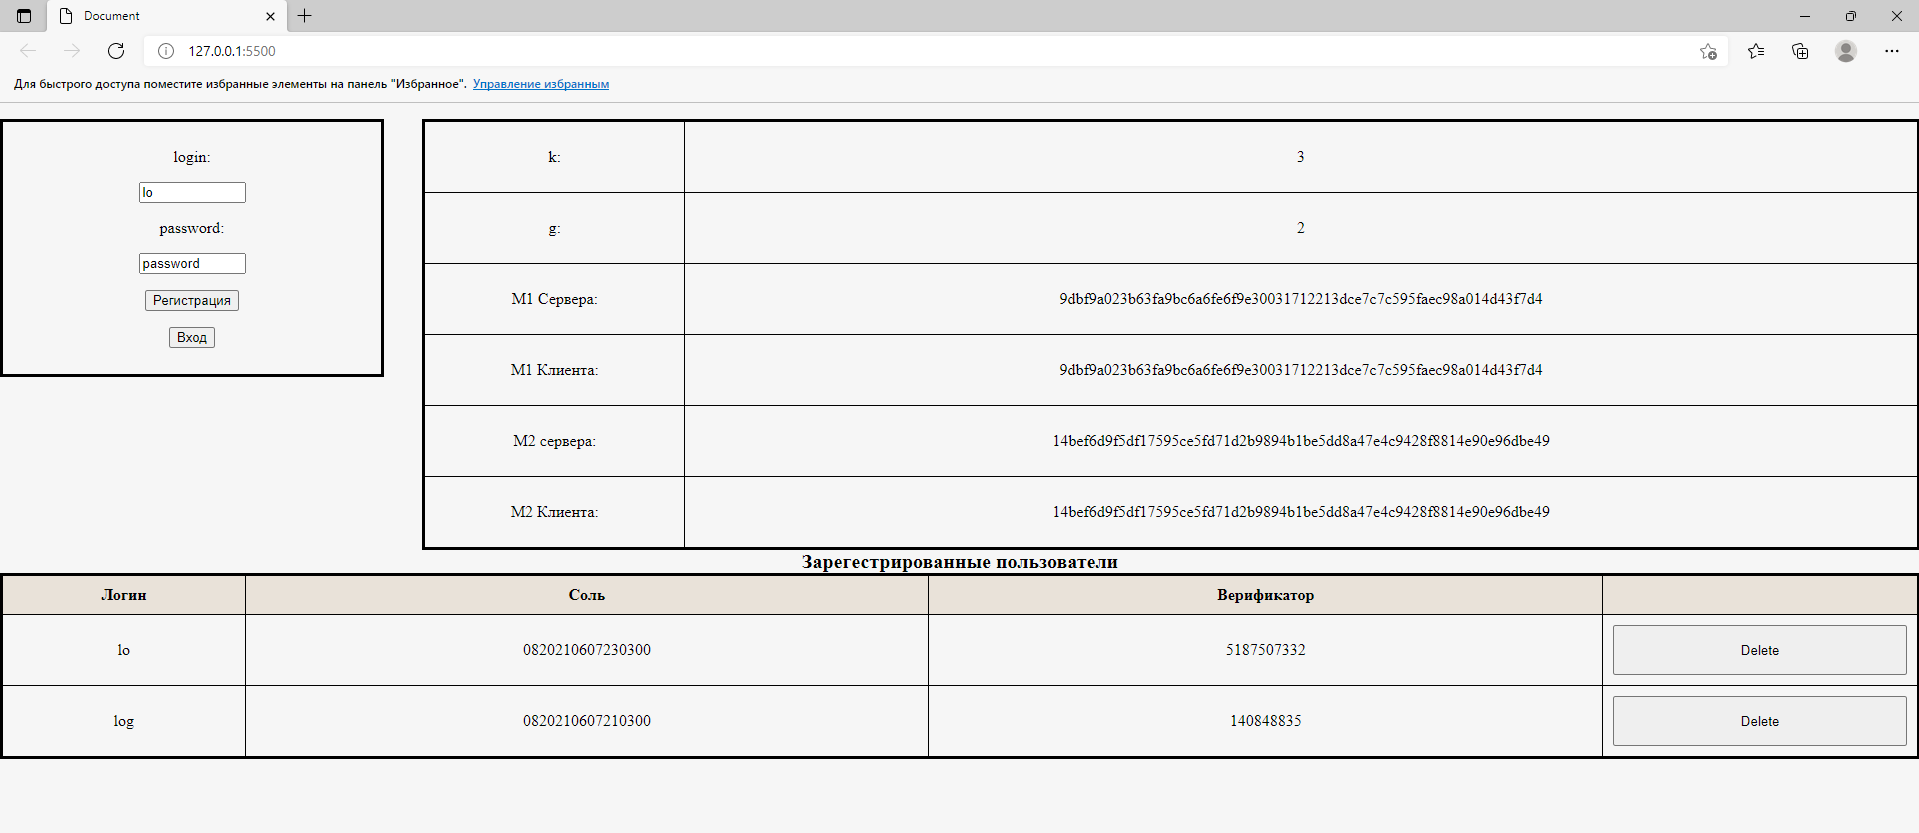 Document
127.0.0.1:5500
Для быстрого доступа поместите избранные элементы на панель "Избранное". Управление избранным
login:
lo
password:
password
Регистрация
Вход
k: 3
g: 2
M1 Сервера: 9dbf9a023b63fa9bc6a6fe6f9e30031712213dce7c7c595faec98a014d43f7d4
M1 Клиента: 9dbf9a023b63fa9bc6a6fe6f9e30031712213dce7c7c595faec98a014d43f7d4
M2 сервера: 14bef6d9f5df17595ce5fd71d2b9894b1be5dd8a47e4c9428f8814e90e96dbe49
M2 Клиента: 14bef6d9f5df17595ce5fd71d2b9894b1be5dd8a47e4c9428f8814e90e96dbe49
Зарегестрированные пользователи
Логин Соль Верификатор
lo 0820210607230300 5187507332 Delete
log 0820210607210300 140848835 Delete